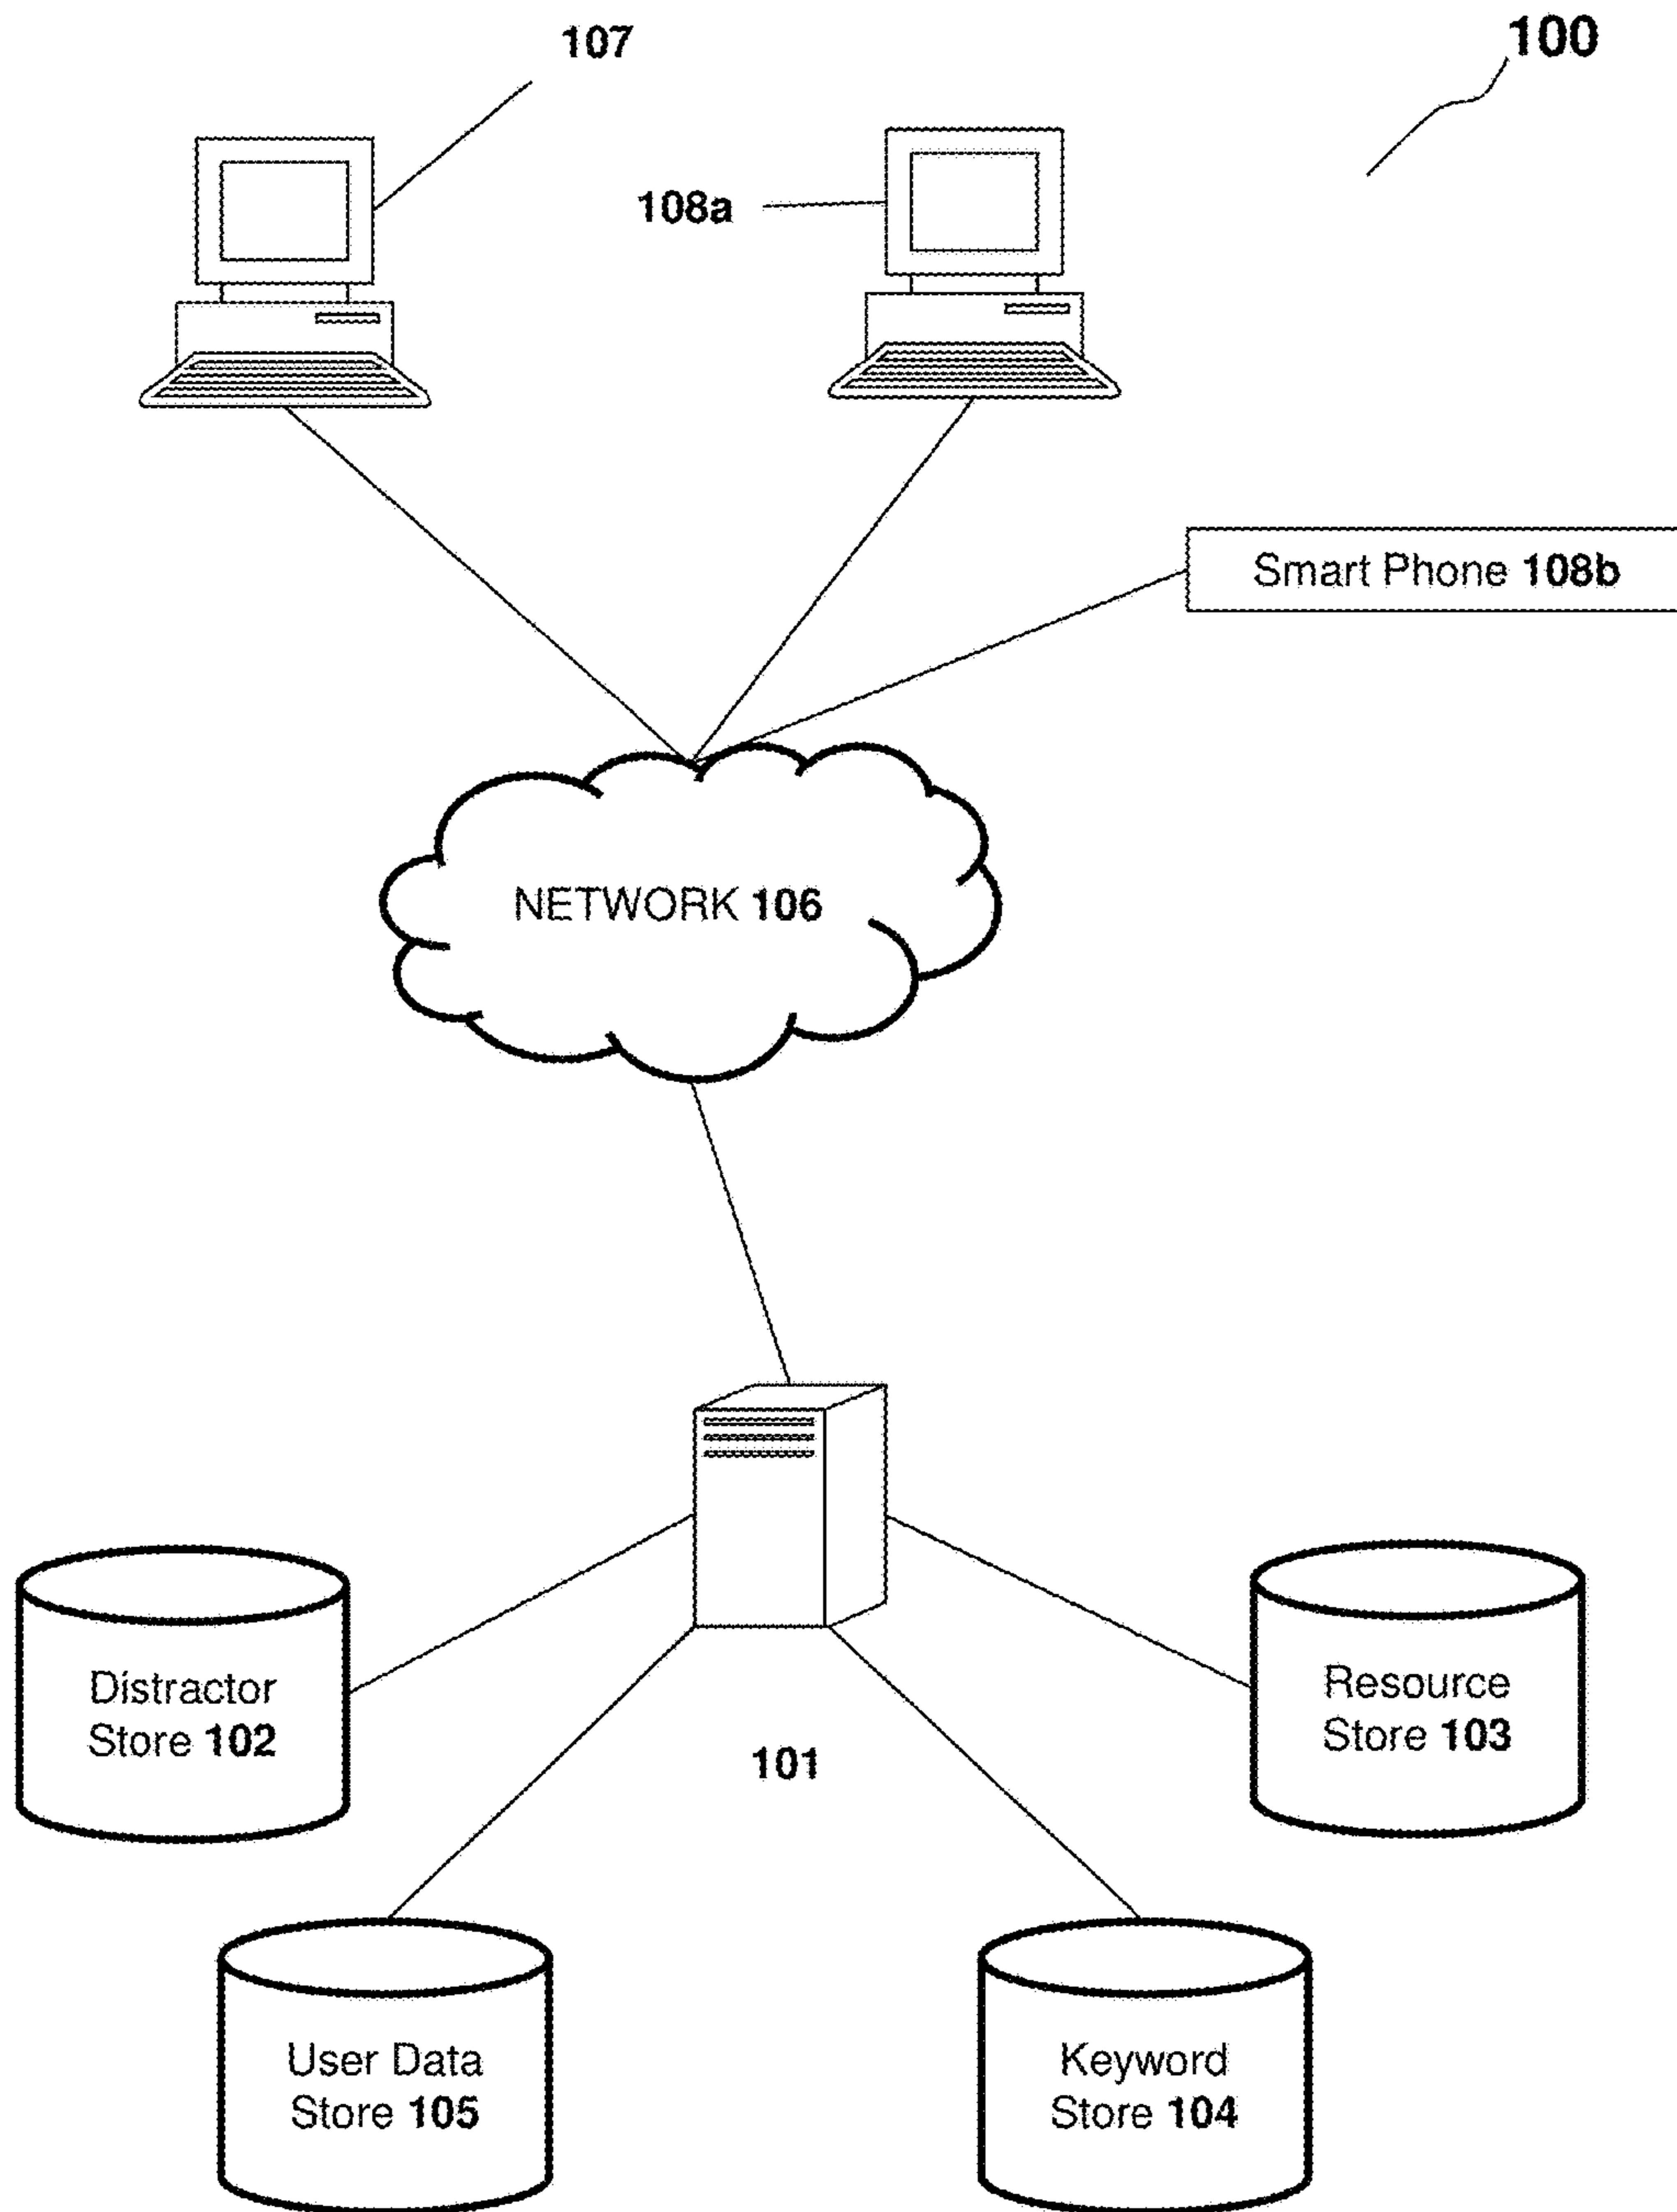 107
100
108a
Smart Phone 108b
NETWORK 106
Distractor
Store 102
Resource
Store 103
101
User Data
Store 105
Keyword
Store 104